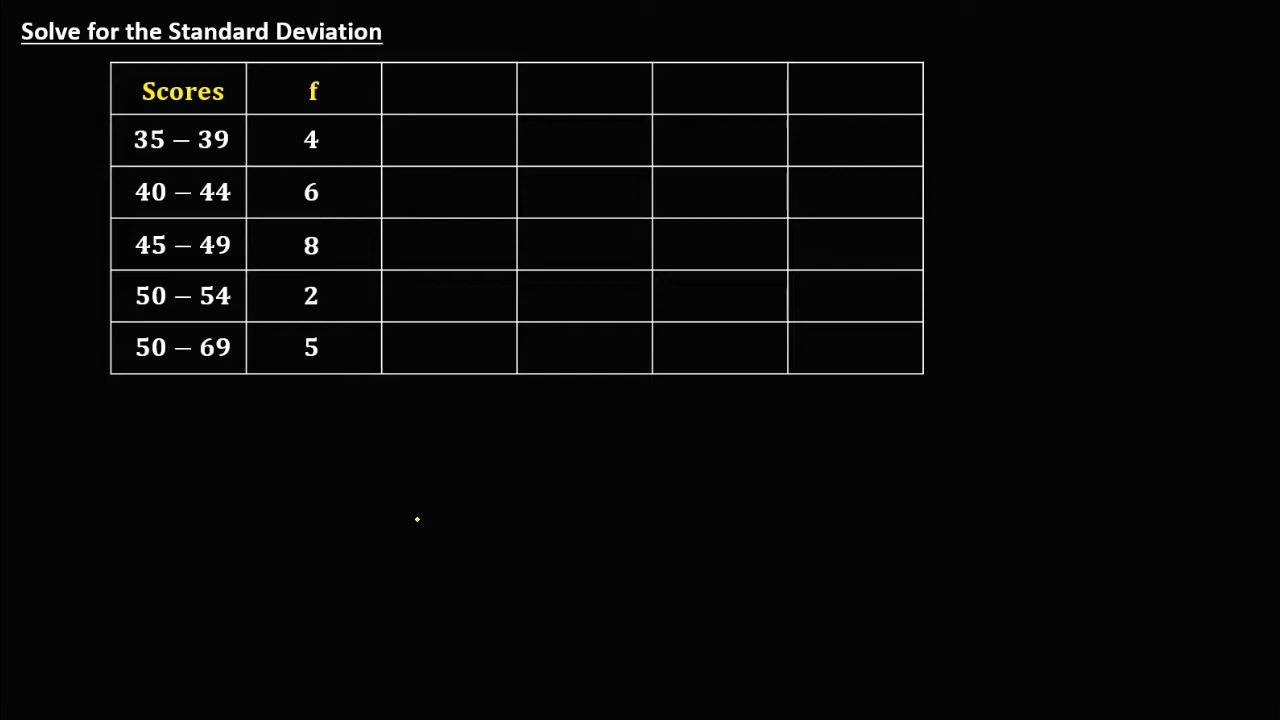 Solve for the Standard Deviation
Scores f
35 – 39 4
40 – 44 6
45 – 49 8
50 – 54 2
50 – 69 5